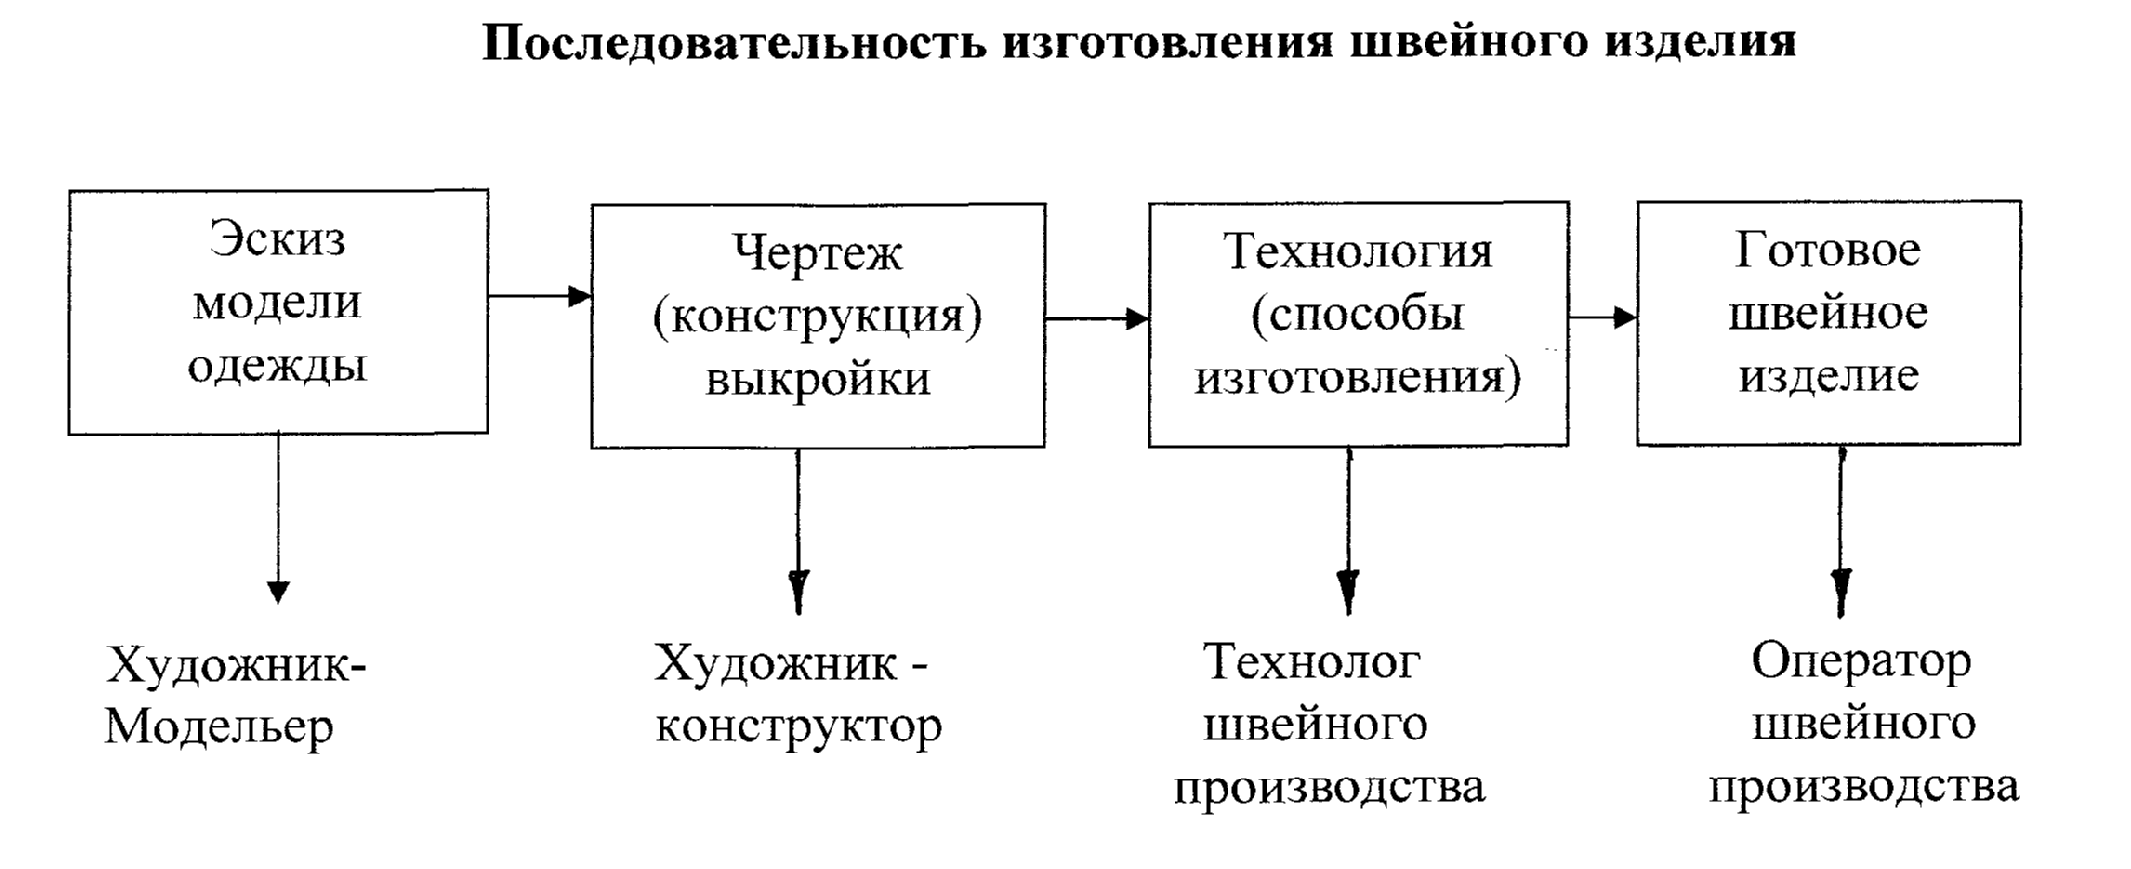 Последовательность изготовления швейного изделия
Эскиз
модели
одежды
Чертеж
(конструкция)
выкройки
Технология
(способы
изготовления)
Готовое
швейное
изделие
Художник-
Модельер
Художник -
конструктор
Технолог
швейного
производства
Оператор
швейного
производства